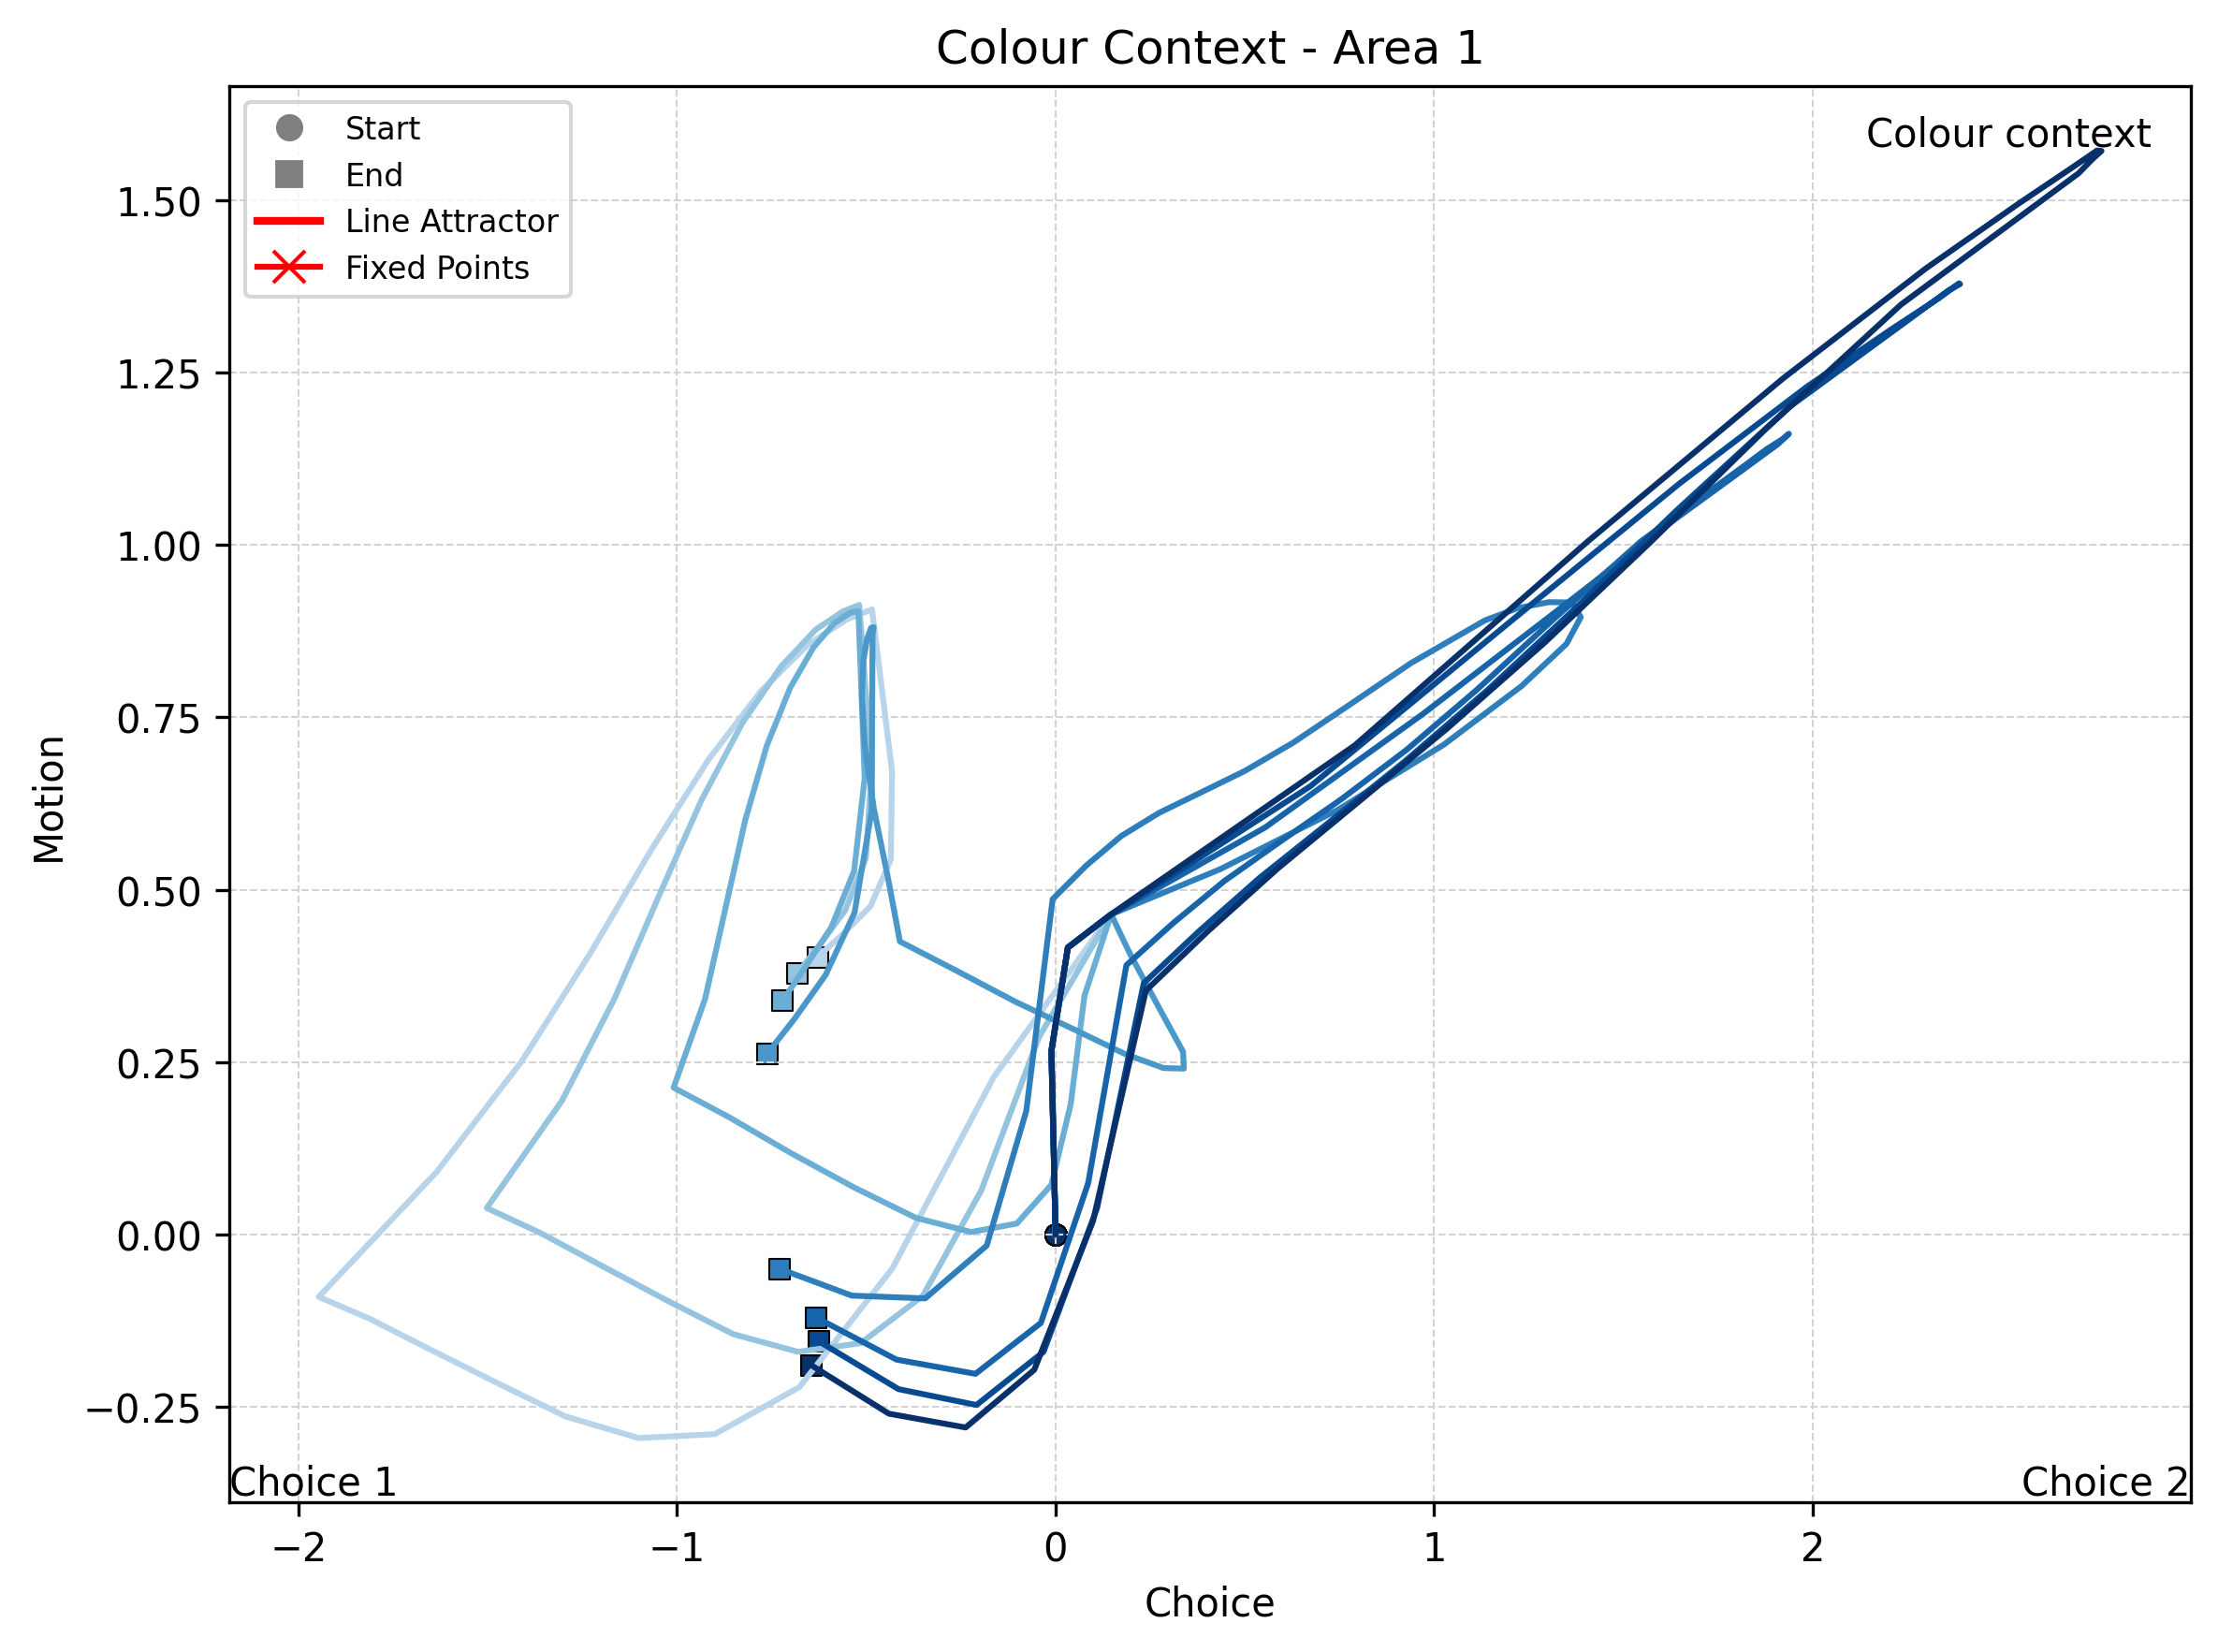 Colour Context - Area 1
Start
End
Line Attractor
Fixed Points
Colour context
1.50
1.25
1.00
0.75
0.50
0.25
0.00
−0.25
Motion
Choice 1
Choice 2
−2
−1
0
1
2
Choice